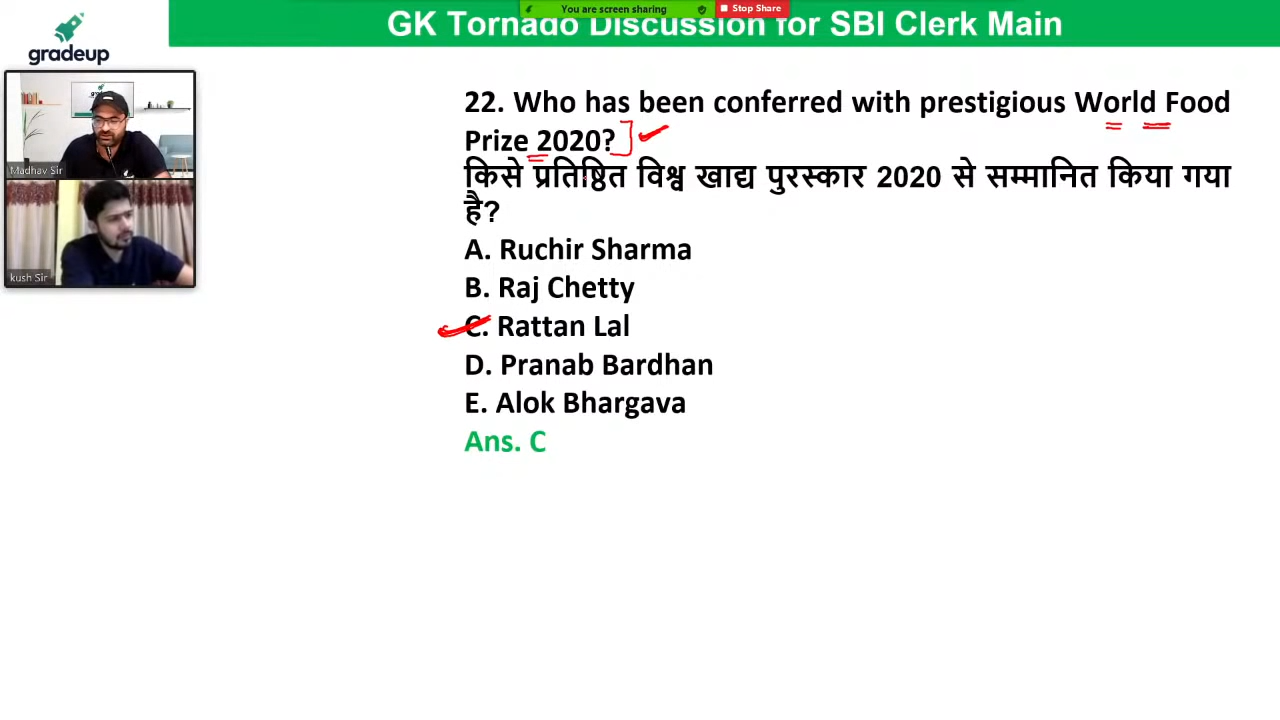 You are screen sharing
Stop Share
GK Tornado Discussion for SBI Clerk Main
gradeup
Madhav Sir
kush Sir
22. Who has been conferred with prestigious World Food
Prize 2020?
किसे प्रतिष्ठित विश्व खाद्य पुरस्कार 2020 से सम्मानित किया गया
है?
A. Ruchir Sharma
B. Raj Chetty
C. Rattan Lal
D. Pranab Bardhan
E. Alok Bhargava
Ans. C